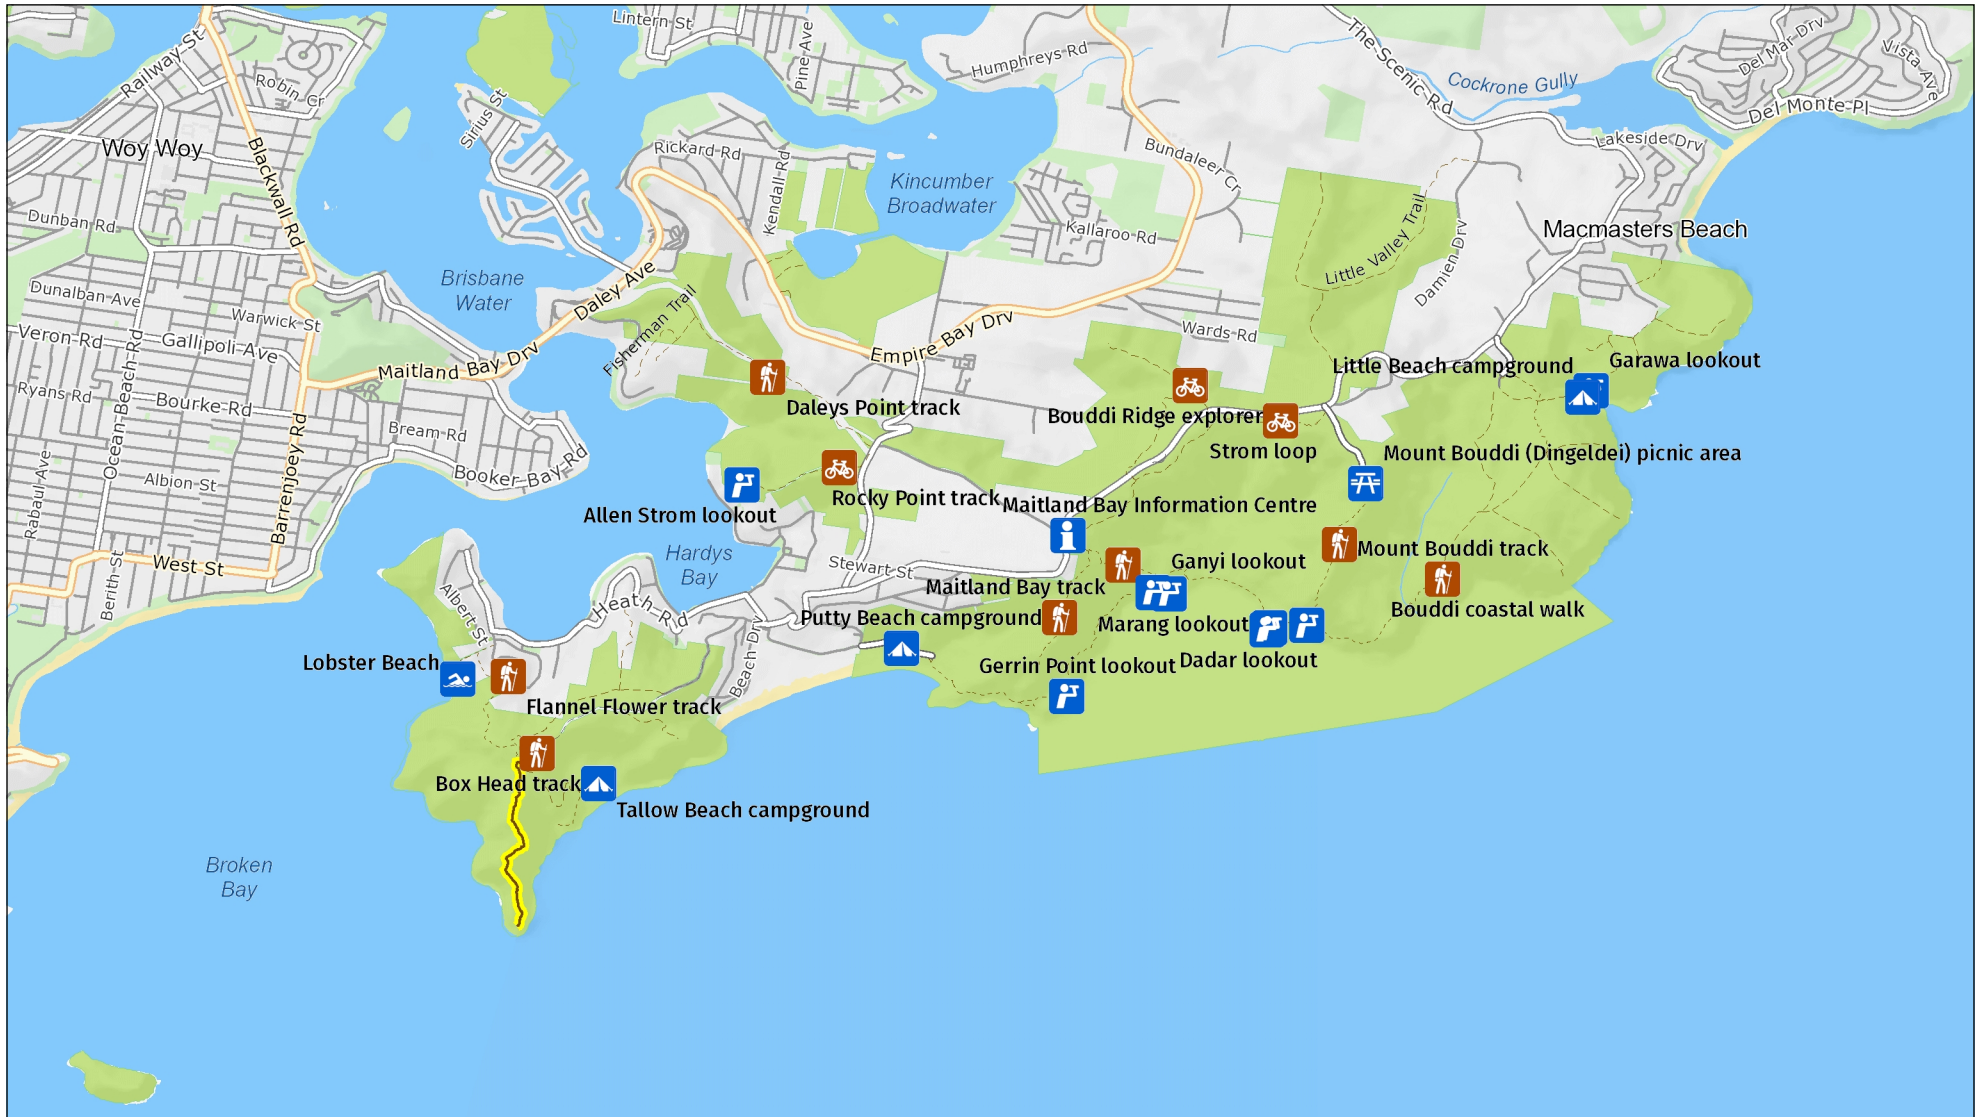 Lintern St
Pine Ave
Humphreys Rd
The Scenic Rd
Del Mar Drv
Vista Ave
Railway St
Robin Cr
Sirius St
Cockrone Gully
Del Monte Pl
Woy Woy
Blackwall Rd
Rickard Rd
Kendall Rd
Kincumber
Broadwater
Bundaleer Cr
Lakeside Drv
Dunban Rd
Kallaroo Rd
Little Valley Trail
Damien Drv
Macmasters Beach
Brisbane
Water
Daley Ave
Fisherman Trail
Dunalban Ave
Warwick St
Veron Rd
Gallipoli Ave
Ocean Beach Rd
Maitland Bay Drv
Empire Bay Drv
Wards Rd
Little Beach campground
Garawa lookout
Ryans Rd
Bourke Rd
Barrenjoey Rd
Bream Rd
Daleys Point track
Bouddi Ridge explorer
Strom loop
Mount Bouddi (Dingeldei) picnic area
Rabaul Ave
Albion St
Booker Bay Rd
Allen Strom lookout
Rocky Point track
Maitland Bay Information Centre
Hardys
Bay
Stewart St
Ganyi lookout
Mount Bouddi track
West St
Berith St
Albert St
Heath Rd
Maitland Bay track
Bouddi coastal walk
Putty Beach campground
Marang lookout
Beach Drv
Lobster Beach
Gerrin Point lookout
Dadar lookout
Flannel Flower track
Box Head track
Tallow Beach campground
Broken
Bay